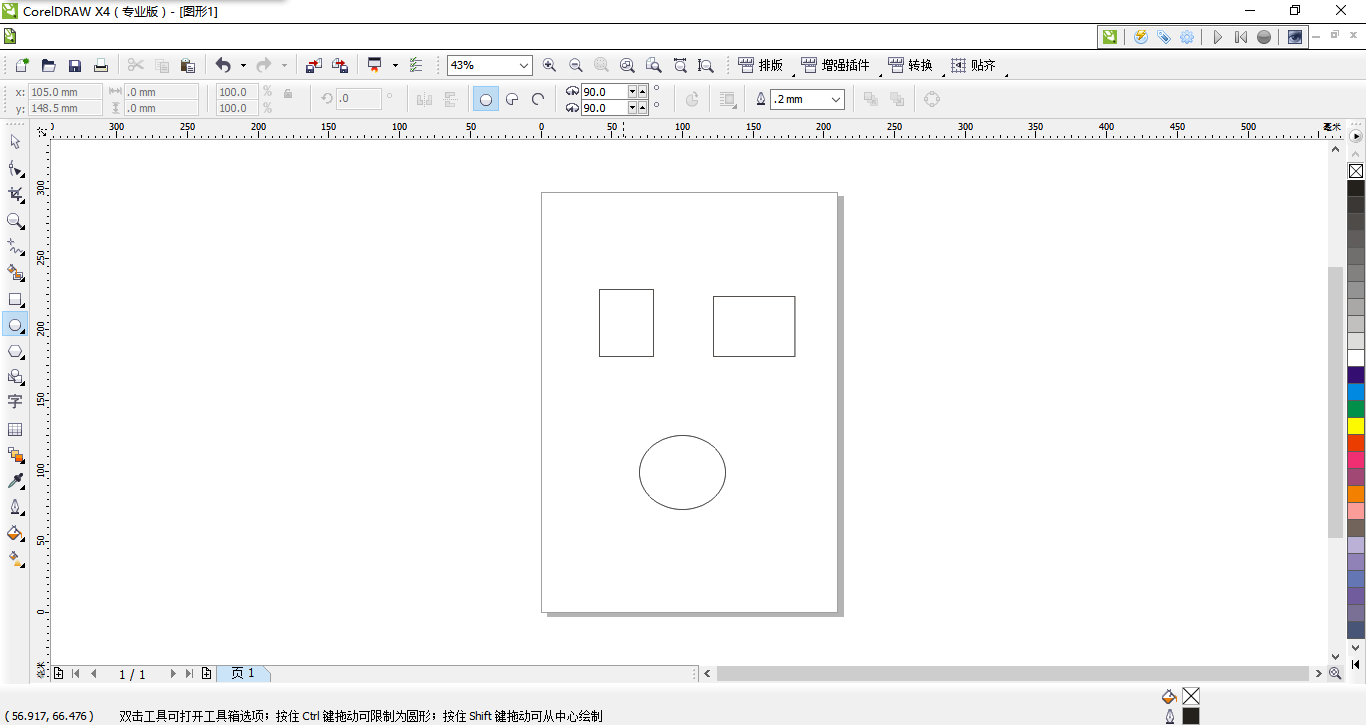 CorelDRAW X4 ( 专业版 ) - [图形1]
43% 排版 增强插件 转换 贴齐
x: 105.0 mm .0 mm 100.0 % .0 ° 90.0 ° .2 mm
y: 148.5 mm .0 mm 100.0 % 90.0 °
300 250 200 150 100 50 0 50 100 150 200 250 300 350 400 450 500 毫米
300
250
200
150
100
50
0
毫米
字
1 / 1 页 1
( 56.917, 66.476 ) 双击工具可打开工具箱选项；按住 Ctrl 键拖动可限制为圆形；按住 Shift 键拖动可从中心绘制